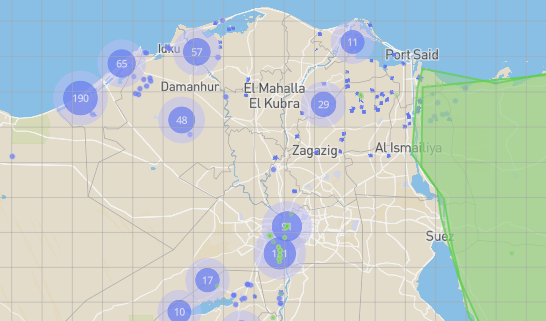 11
Idku
57
Port Said
65
Damanhur
El Mahalla
El Kubra
190
29
48
Zagazig
Al Ismailiya
Suez
17
10